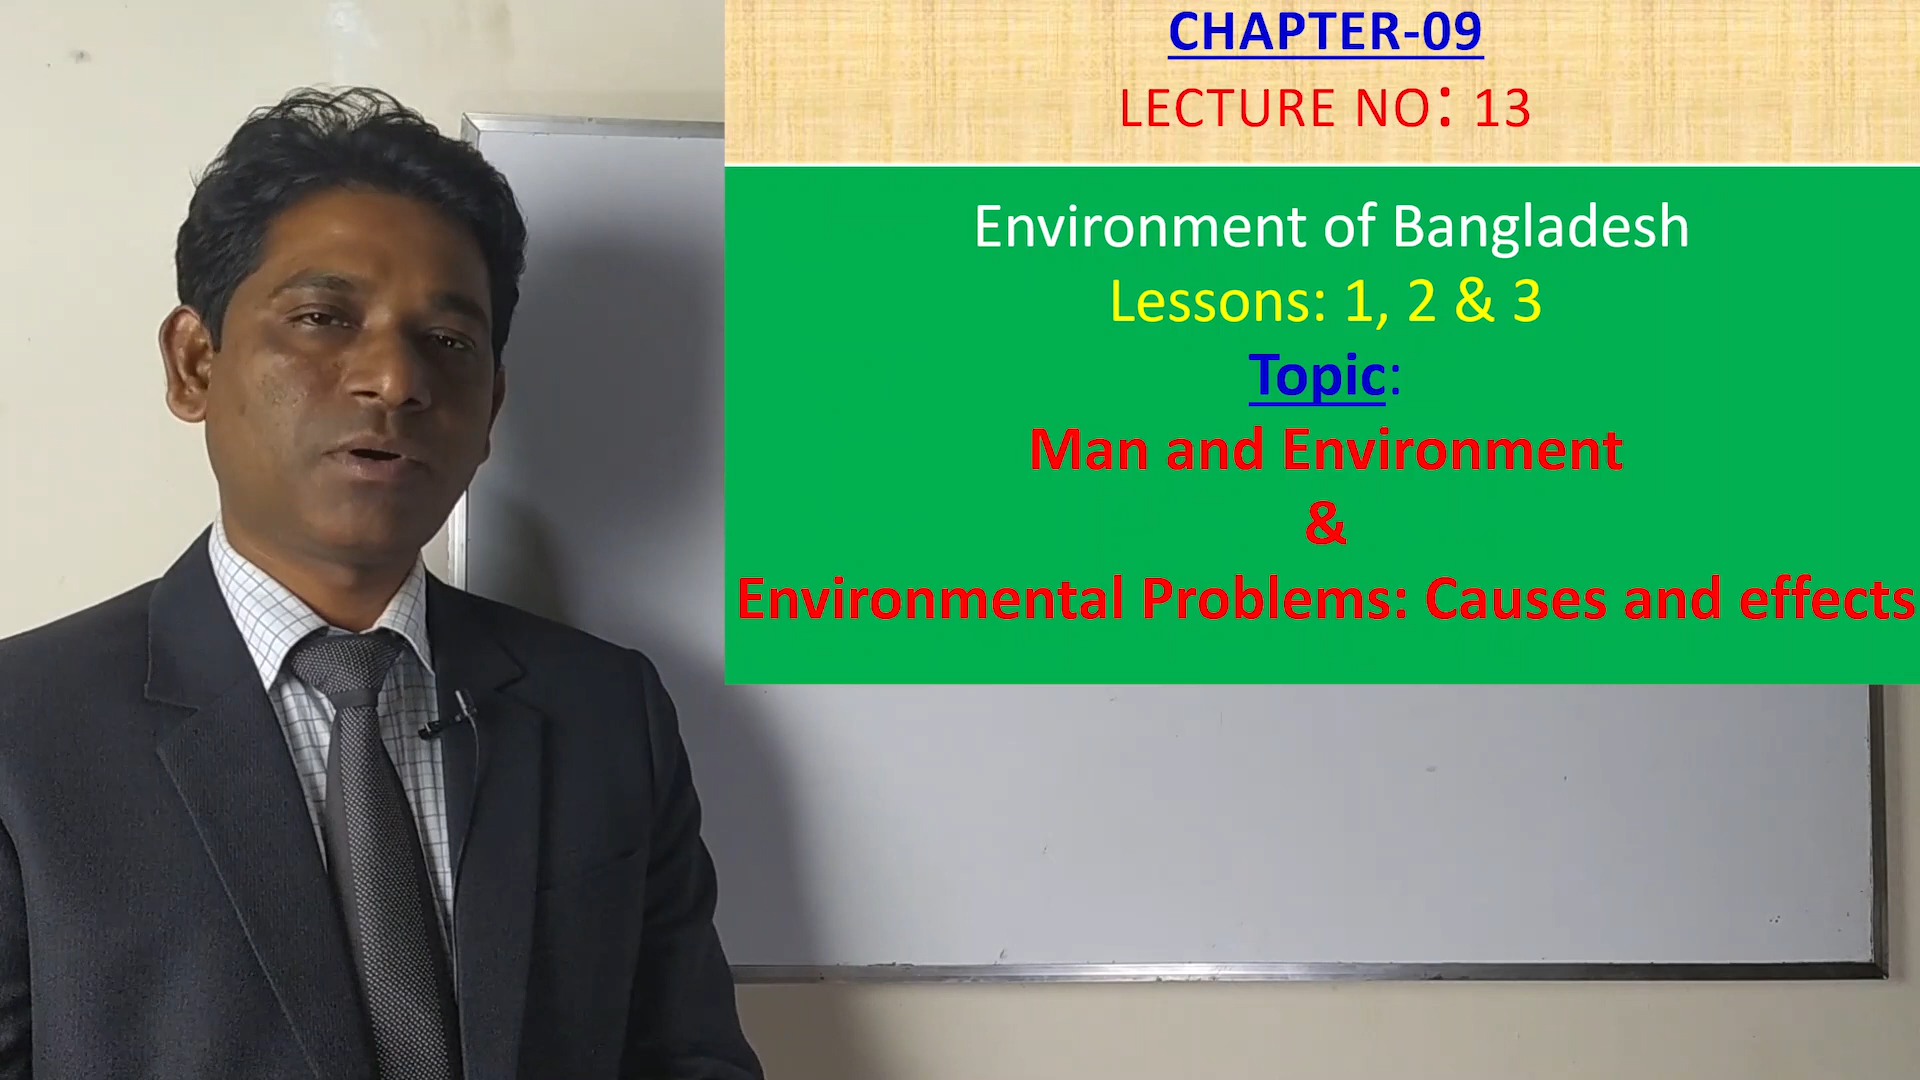 CHAPTER-09
LECTURE NO: 13
Environment of Bangladesh
Lessons: 1, 2 & 3
Topic:
Man and Environment
&
Environmental Problems: Causes and effects